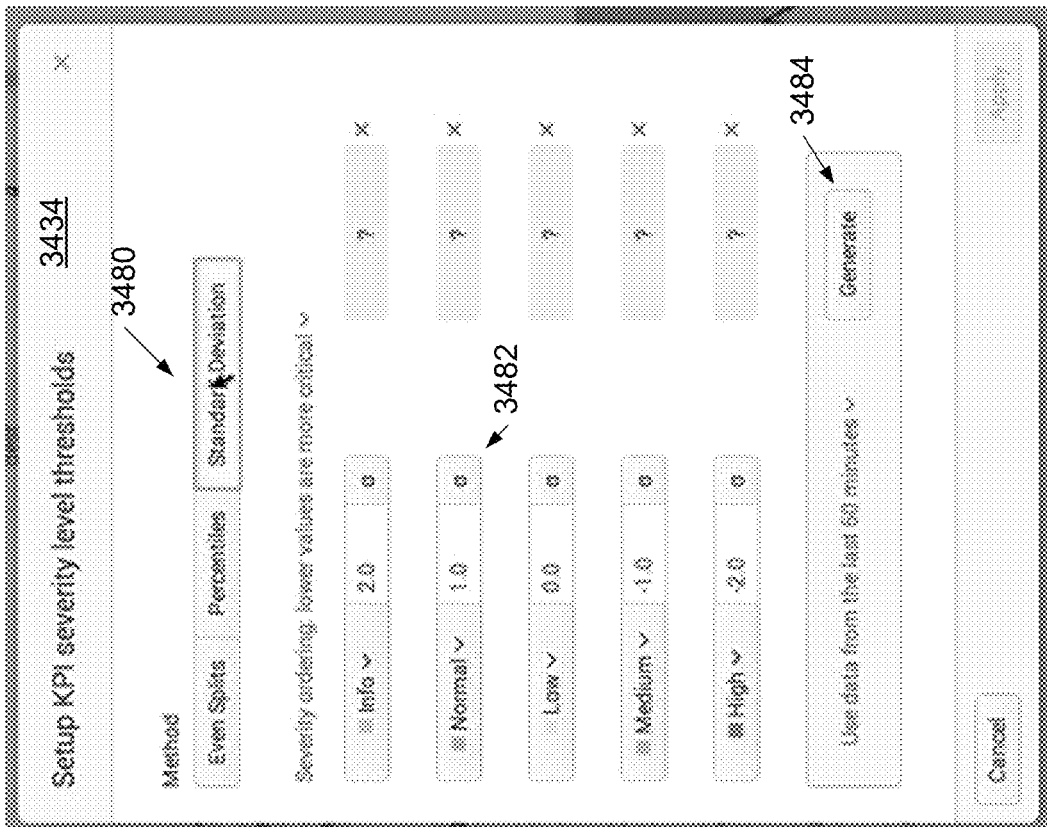 Setup KPI severity level thresholds
3434
×
3480
Method
Even Splits Percentiles Standard Deviation
Severity ordering, lower values are more critical
Info 2.0 σ ? ×
Normal 1.0 σ ? ×
3482
Low 0.0 σ ? ×
Medium -1.0 σ ? ×
High -2.0 σ ? ×
3484
Use data from the last 60 minutes Generate
Cancel Apply